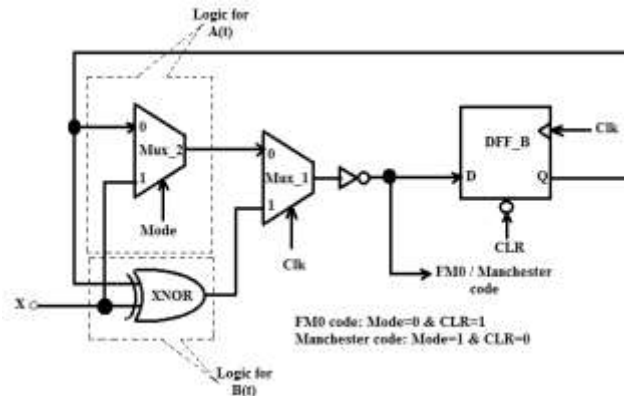 Logic for
A(t)
0
Mux_2
1
Mode
0
Mux_1
1
Clk
DFF_B
Clk
D
Q
CLR
FM0 / Manchester
code
X
XNOR
FM0 code: Mode=0 & CLR=1
Manchester code: Mode=1 & CLR=0
Logic for
B(t)